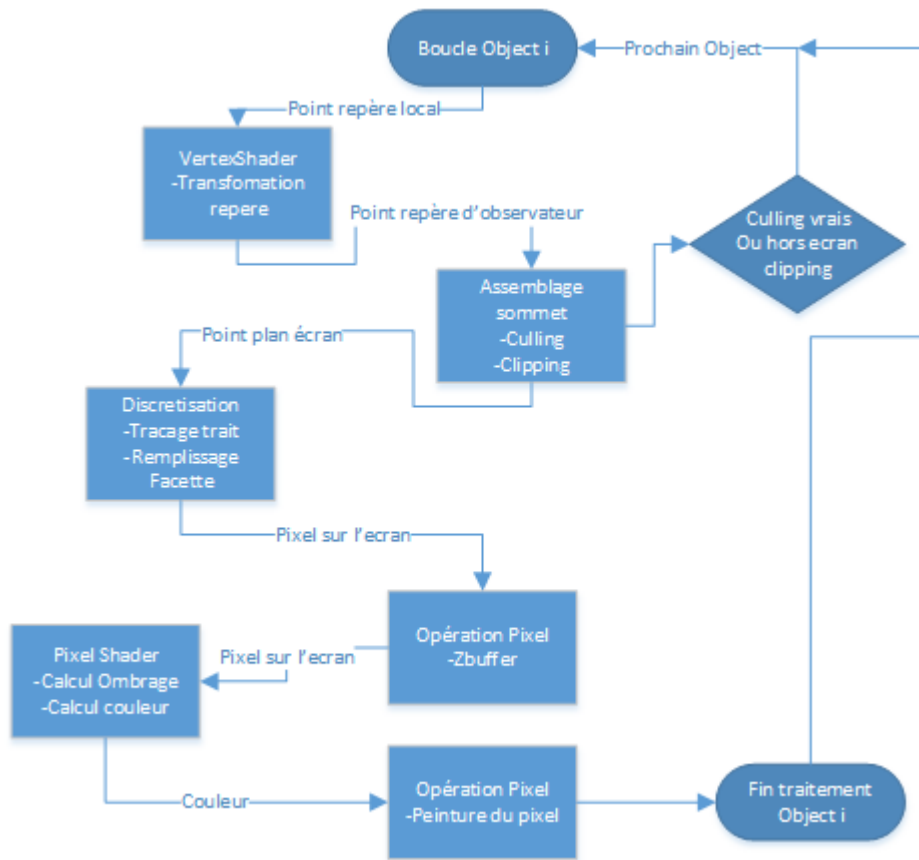 Boucle Object i
Prochain Object
Point repère local
VertexShader
-Transfomation
repere
Point repère d'observateur
Culling vrais
Ou hors ecran
clipping
Assemblage
sommet
-Culling
-Clipping
Point plan écran
Discretisation
-Tracage trait
-Remplissage
Facette
Pixel sur l'ecran
Opération Pixel
-Zbuffer
Pixel sur l'ecran
Pixel Shader
-Calcul Ombrage
-Calcul couleur
Couleur
Opération Pixel
-Peinture du pixel
Fin traitement
Object i